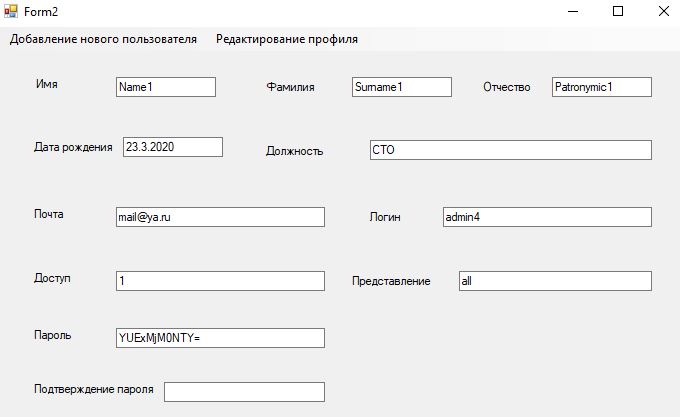 Form2
Добавление нового пользователя Редактирование профиля
Имя Name1 Фамилия Surname1 Отчество Patronymic1
Дата рождения 23.3.2020 Должность CTO
Почта mail@ya.ru Логин admin4
Доступ 1 Представление all
Пароль YUExMjM0NTY=
Подтверждение пароля